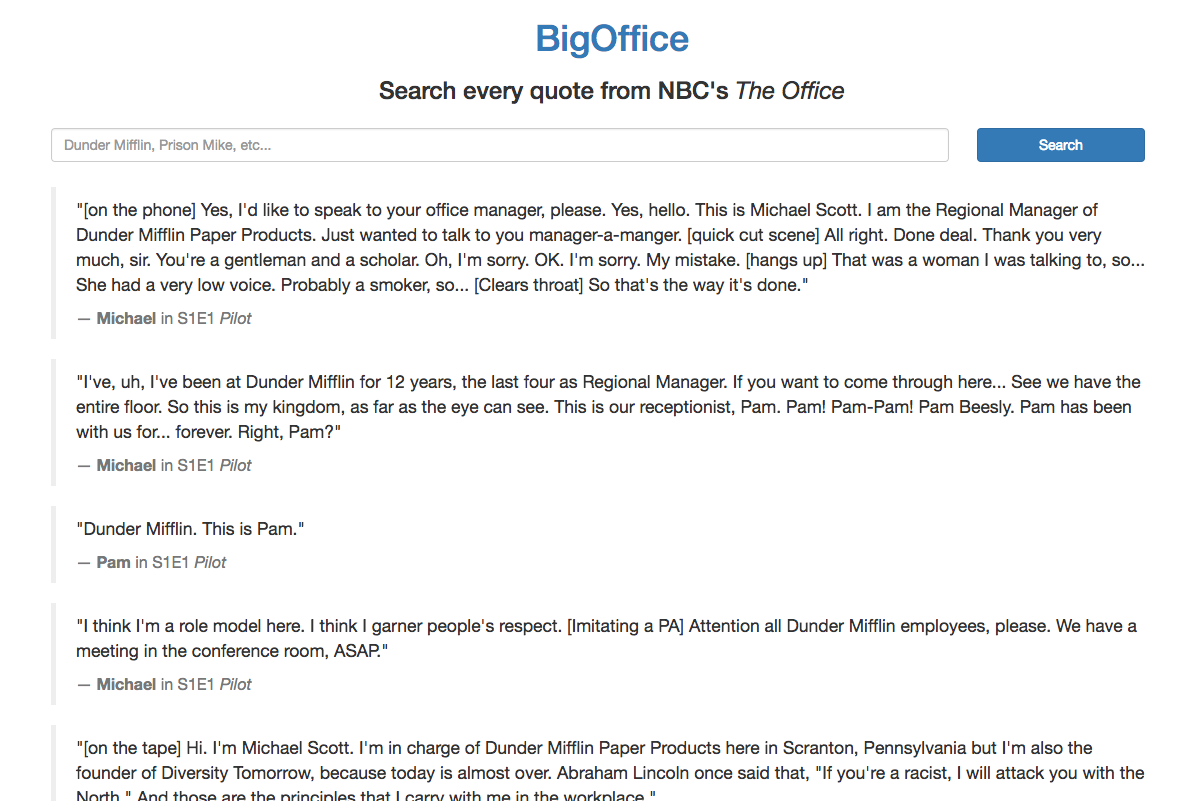 BigOffice
Search every quote from NBC's The Office
Dunder Mifflin, Prison Mike, etc...
Search
"[on the phone] Yes, I'd like to speak to your office manager, please. Yes, hello. This is Michael Scott. I am the Regional Manager of
Dunder Mifflin Paper Products. Just wanted to talk to you manager-a-manger. [quick cut scene] All right. Done deal. Thank you very
much, sir. You're a gentleman and a scholar. Oh, I'm sorry. OK. I'm sorry. My mistake. [hangs up] That was a woman I was talking to, so...
She had a very low voice. Probably a smoker, so... [Clears throat] So that's the way it's done."
— Michael in S1E1 Pilot
"I've, uh, I've been at Dunder Mifflin for 12 years, the last four as Regional Manager. If you want to come through here... See we have the
entire floor. So this is my kingdom, as far as the eye can see. This is our receptionist, Pam. Pam! Pam-Pam! Pam Beesly. Pam has been
with us for... forever. Right, Pam?"
— Michael in S1E1 Pilot
"Dunder Mifflin. This is Pam."
— Pam in S1E1 Pilot
"I think I'm a role model here. I think I garner people's respect. [Imitating a PA] Attention all Dunder Mifflin employees, please. We have a
meeting in the conference room, ASAP."
— Michael in S1E1 Pilot
"[on the tape] Hi. I'm Michael Scott. I'm in charge of Dunder Mifflin Paper Products here in Scranton, Pennsylvania but I'm also the
founder of Diversity Tomorrow, because today is almost over. Abraham Lincoln once said that, "If you're a racist, I will attack you with the
North." And those are the principles that I carry with me in the workplace."